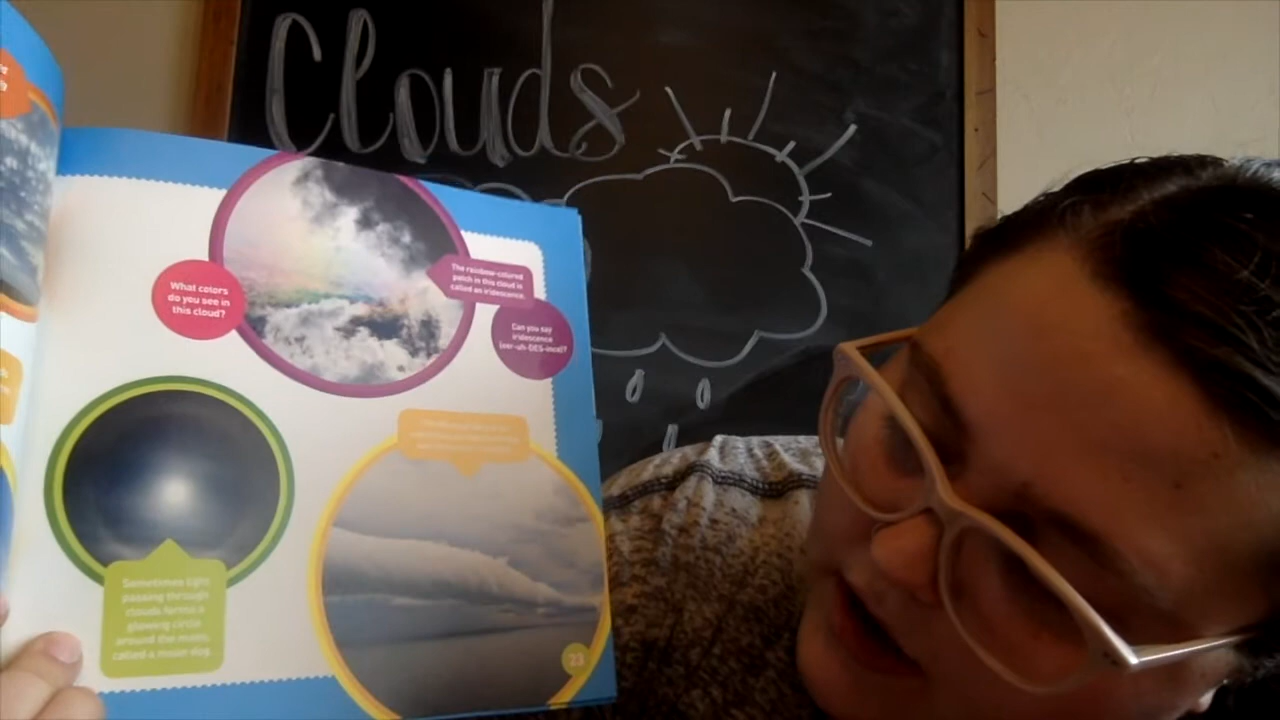 Clouds
What colors
do you see in
this cloud?
The rainbow-colored
patch in this cloud is
called an iridescence.
Can you say
iridescence
(eer-uh-DES-ince)?
Sometimes light
passing through
clouds forms a
glowing circle
around the moon,
called a moon dog.
23